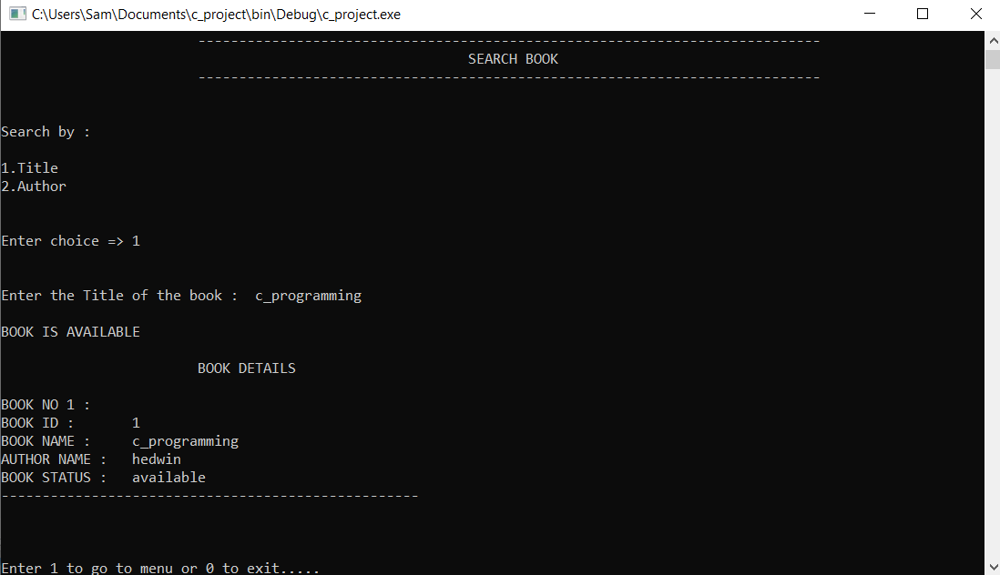 C:\Users\Sam\Documents\c_project\bin\Debug\c_project.exe
----------------------------------------------------------------------------
SEARCH BOOK
----------------------------------------------------------------------------
Search by :
1.Title
2.Author
Enter choice => 1
Enter the Title of the book :  c_programming
BOOK IS AVAILABLE
BOOK DETAILS
BOOK NO 1 :
BOOK ID :       1
BOOK NAME :     c_programming
AUTHOR NAME :   hedwin
BOOK STATUS :   available
---------------------------------------------------
Enter 1 to go to menu or 0 to exit.....